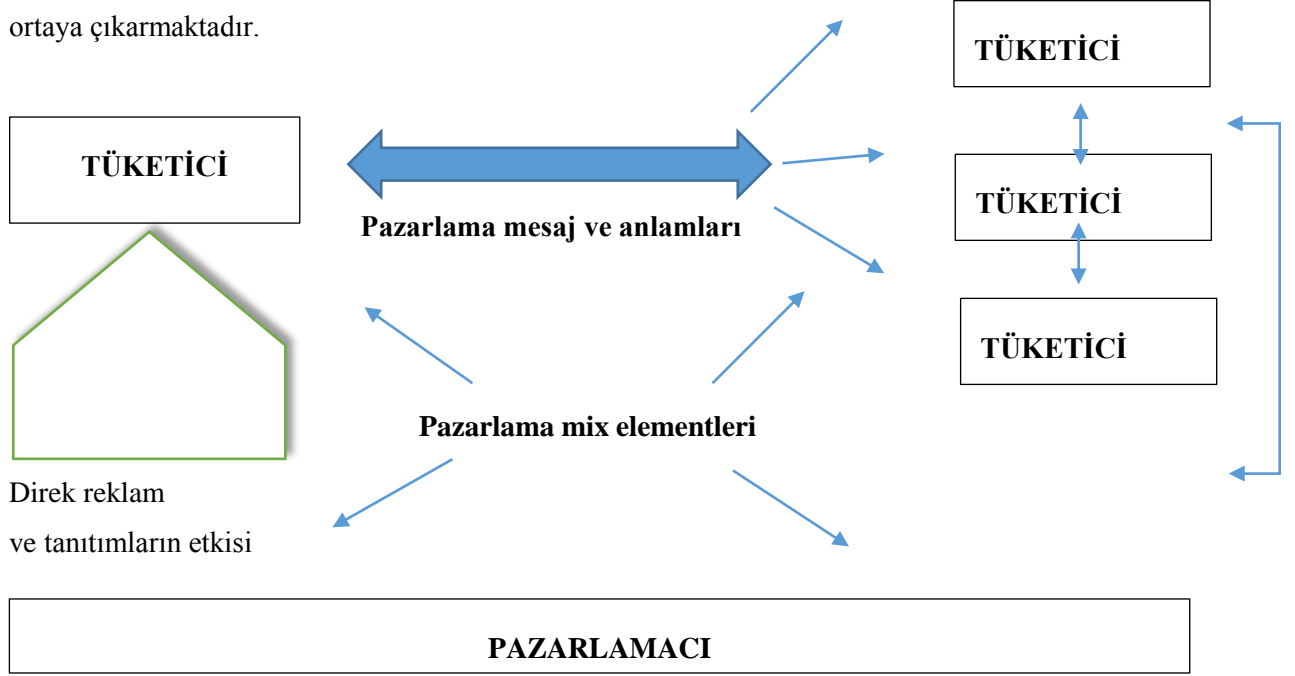 ortaya çıkarmaktadır.
TÜKETİCİ
TÜKETİCİ
Pazarlama mesaj ve anlamları
TÜKETİCİ
TÜKETİCİ
Pazarlama mix elementleri
Direk reklam
ve tanıtımların etkisi
PAZARLAMACI